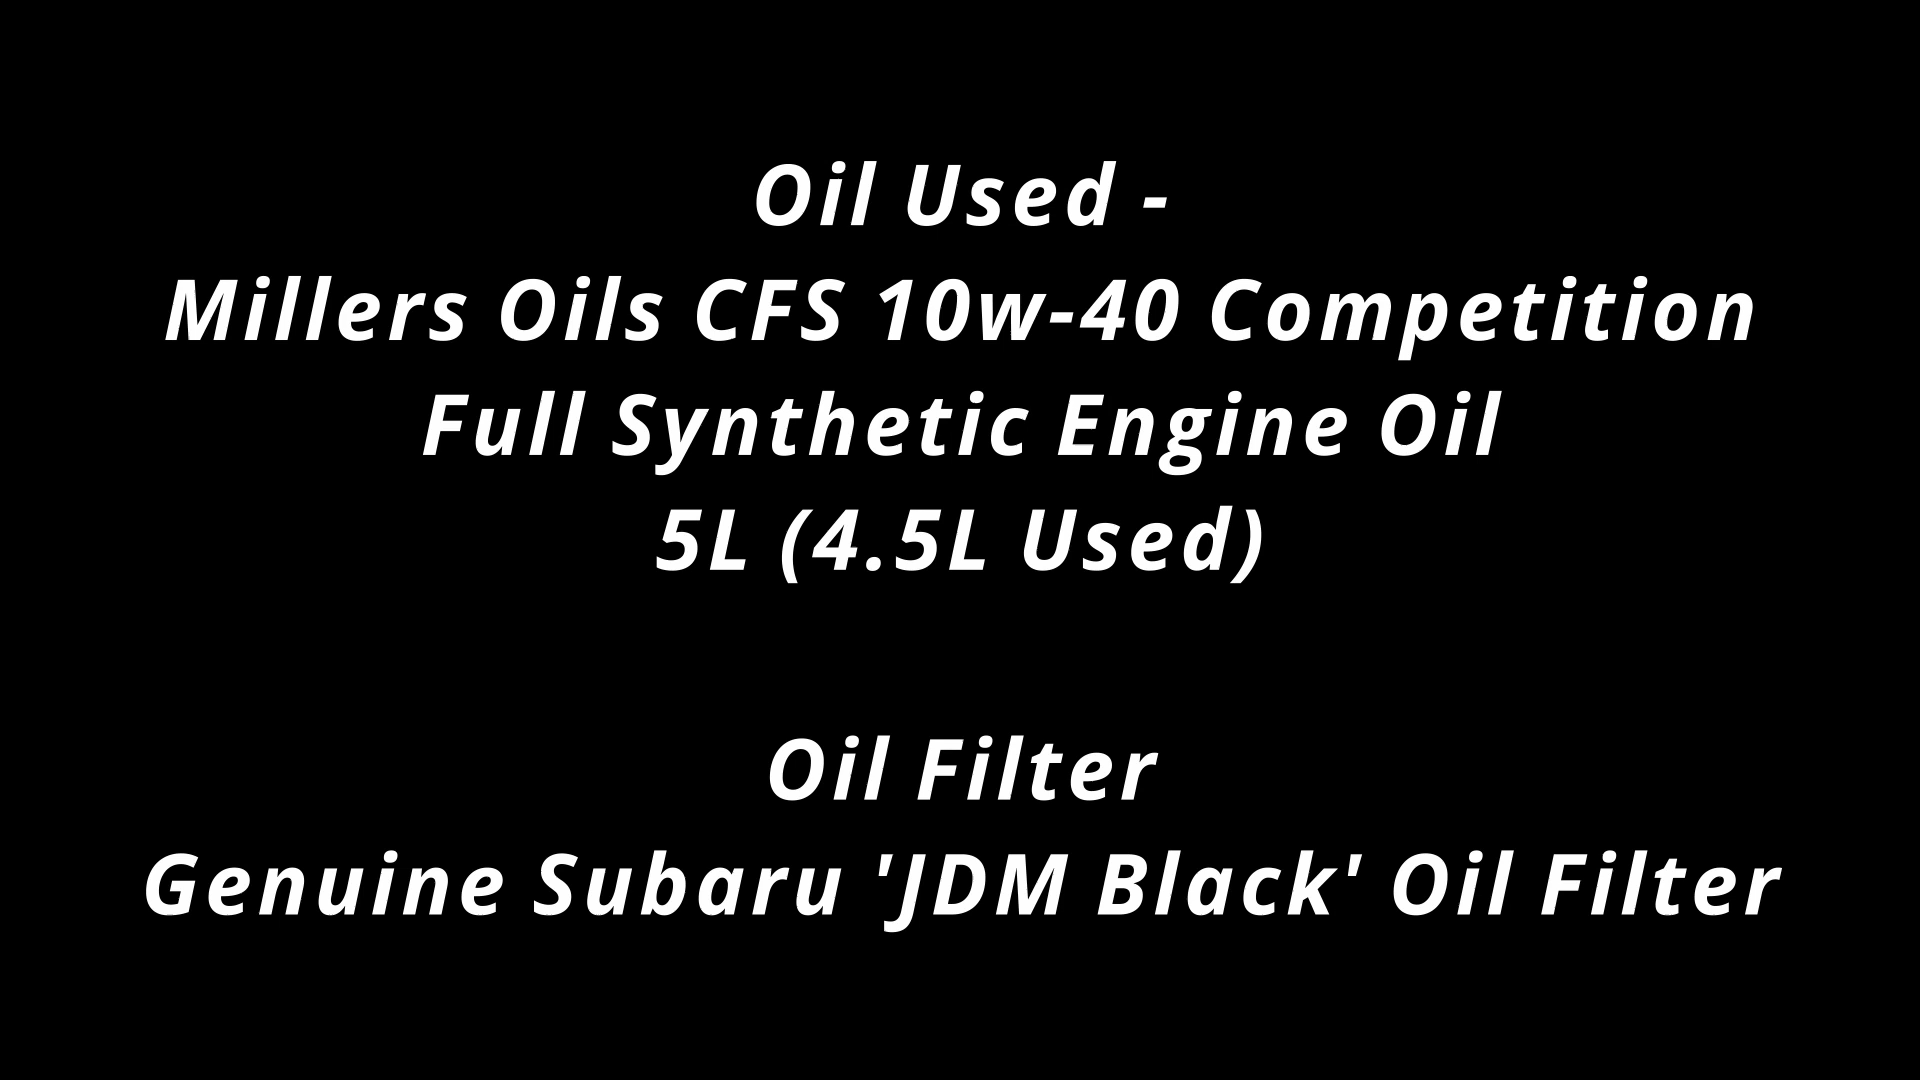 Oil Used -
Millers Oils CFS 10w-40 Competition
Full Synthetic Engine Oil
5L (4.5L Used)
Oil Filter
Genuine Subaru 'JDM Black' Oil Filter